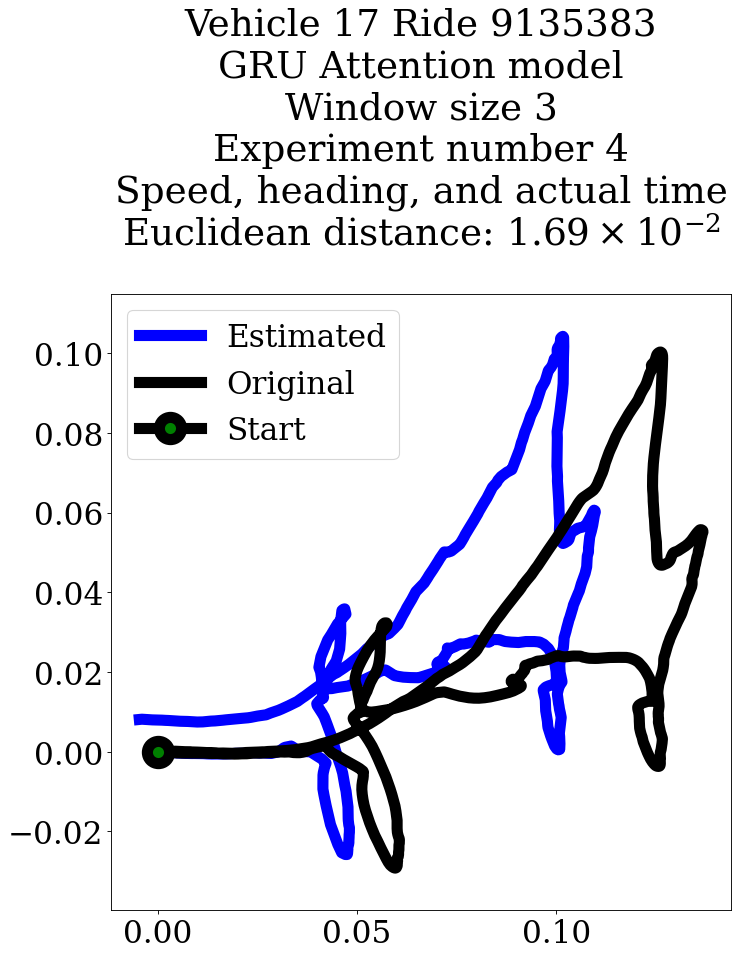 Vehicle 17 Ride 9135383
GRU Attention model
Window size 3
Experiment number 4
Speed, heading, and actual time
Euclidean distance: 1.69 × 10⁻²
Estimated
Original
Start
0.10
0.08
0.06
0.04
0.02
0.00
−0.02
0.00 0.05 0.10